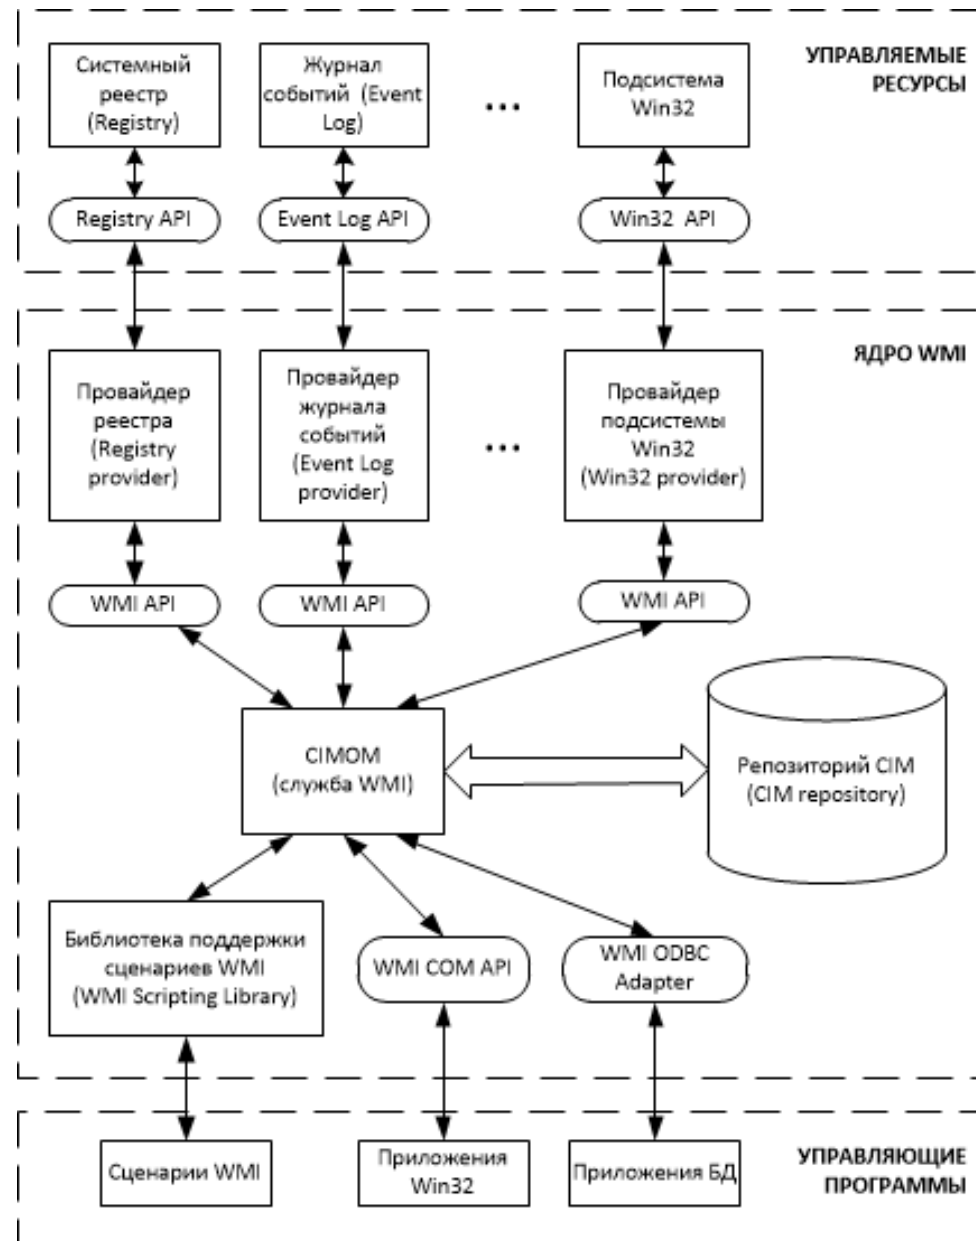 УПРАВЛЯЕМЫЕ
РЕСУРСЫ
Системный
реестр
(Registry)
Журнал
событий (Event
Log)
...
Подсистема
Win32
Registry API
Event Log API
Win32 API
ЯДРО WMI
Провайдер
реестра
(Registry
provider)
Провайдер
журнала
событий
(Event Log
provider)
...
Провайдер
подсистемы
Win32
(Win32 provider)
WMI API
WMI API
WMI API
CIMOM
(служба WMI)
Репозиторий CIM
(CIM repository)
Библиотека поддержки
сценариев WMI
(WMI Scripting Library)
WMI COM API
WMI ODBC
Adapter
Сценарии WMI
Приложения
Win32
Приложения БД
УПРАВЛЯЮЩИЕ
ПРОГРАММЫ